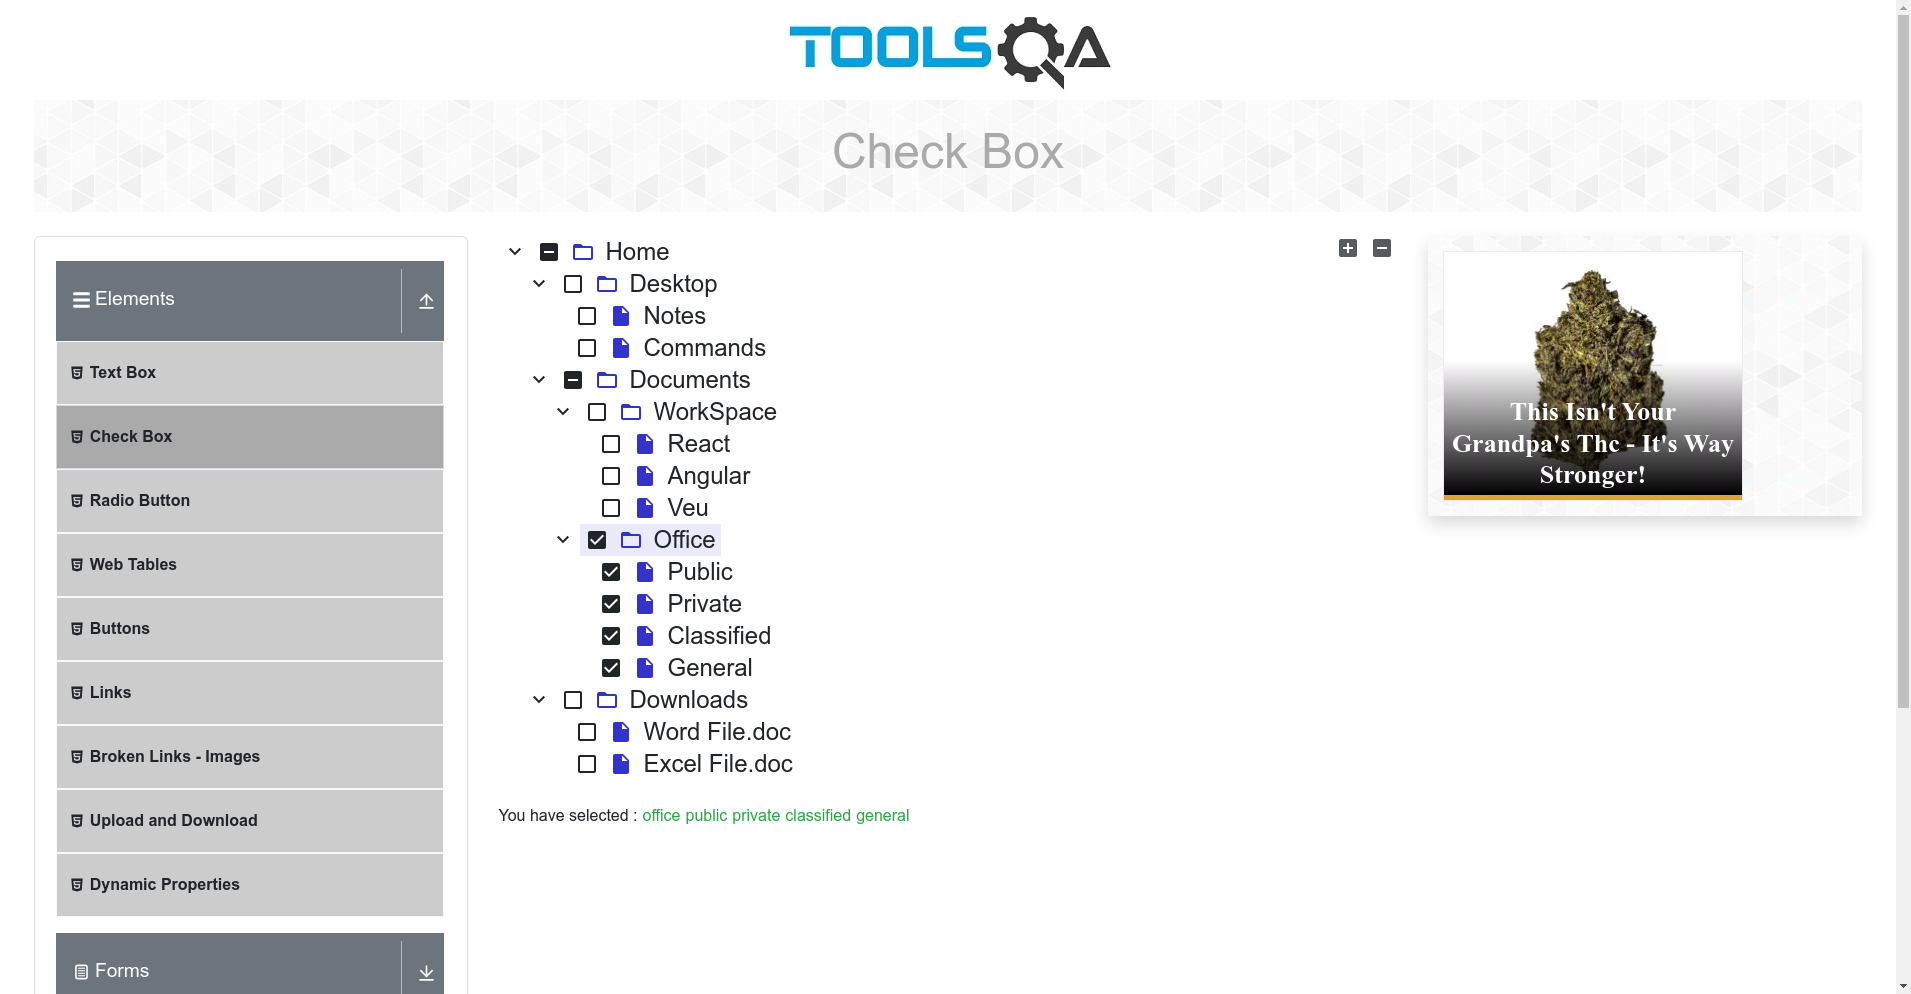 TOOLSQA
Check Box
Elements
Text Box
Check Box
Radio Button
Web Tables
Buttons
Links
Broken Links - Images
Upload and Download
Dynamic Properties
Forms
Home
Desktop
Notes
Commands
Documents
WorkSpace
React
Angular
Veu
Office
Public
Private
Classified
General
Downloads
Word File.doc
Excel File.doc
You have selected : office public private classified general
This Isn't Your
Grandpa's Thc - It's Way
Stronger!